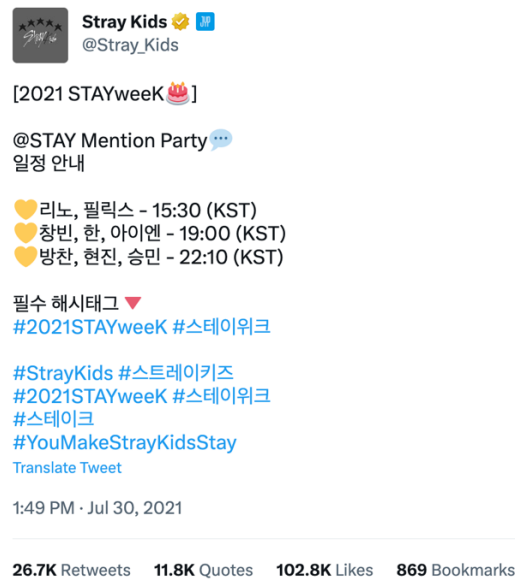 Stray Kids
@Stray_Kids
[2021 STAYweeK🎂]
@STAY Mention Party💬
일정 안내
💛리노, 필릭스 - 15:30 (KST)
💛창빈, 한, 아이엔 - 19:00 (KST)
💛방찬, 현진, 승민 - 22:10 (KST)
필수 해시태그🔻
#2021STAYweeK #스테이위크
#StrayKids #스트레이키즈
#2021STAYweeK #스테이위크
#스테이크
#YouMakeStrayKidsStay
Translate Tweet
1:49 PM · Jul 30, 2021
26.7K Retweets 11.8K Quotes 102.8K Likes 869 Bookmarks